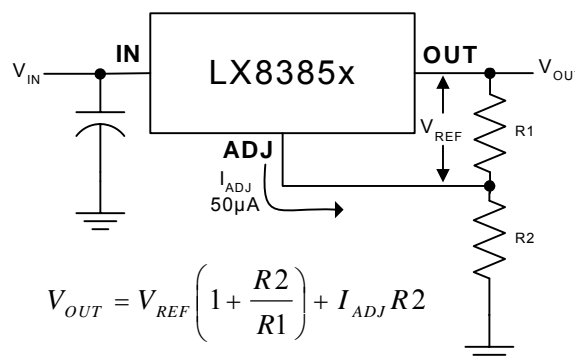 IN
OUT
V_IN
LX8385x
V_OUT
ADJ
V_REF
R1
I_ADJ
50µA
R2
V_OUT = V_REF (1 + R2/R1) + I_ADJ R2